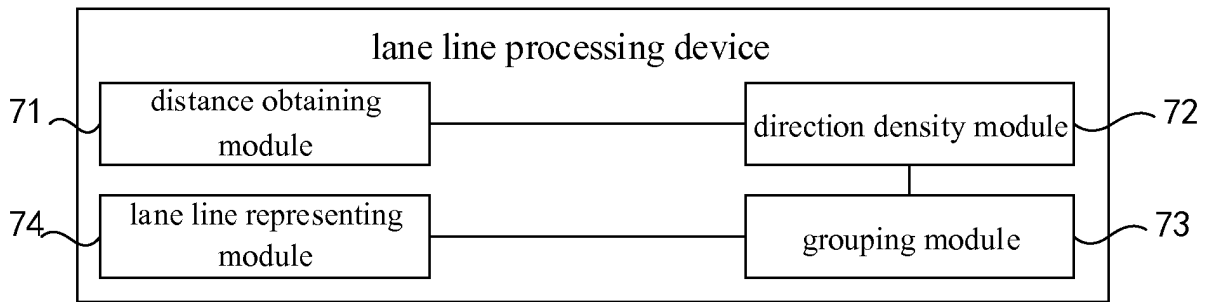 lane line processing device
71
distance obtaining
module
direction density module
72
74
lane line representing
module
grouping module
73